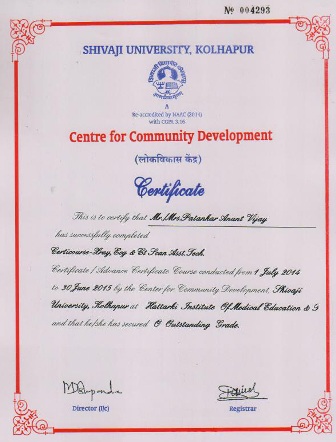 № 004293
SHIVAJI UNIVERSITY, KOLHAPUR
A
Re-accredited by NAAC (2014)
with CGPA 3.16
Centre for Community Development
(लोकविकास केंद्र)
Certificate
This is to certify that Mr./Mrs. Patankar Anant Vijay
has successfully completed
Certicourse-Xray, Ecg & Ct Scan Asst. Tech.
Certificate / Advance Certificate Course conducted from 1 July 2014
to 30 June 2015 by the Center for Community Development, Shivaji
University, Kolhapur at Hattarki Institute Of Medical Education & S
and that he/she has secured O Outstanding Grade.
Director (I/c)
Registrar